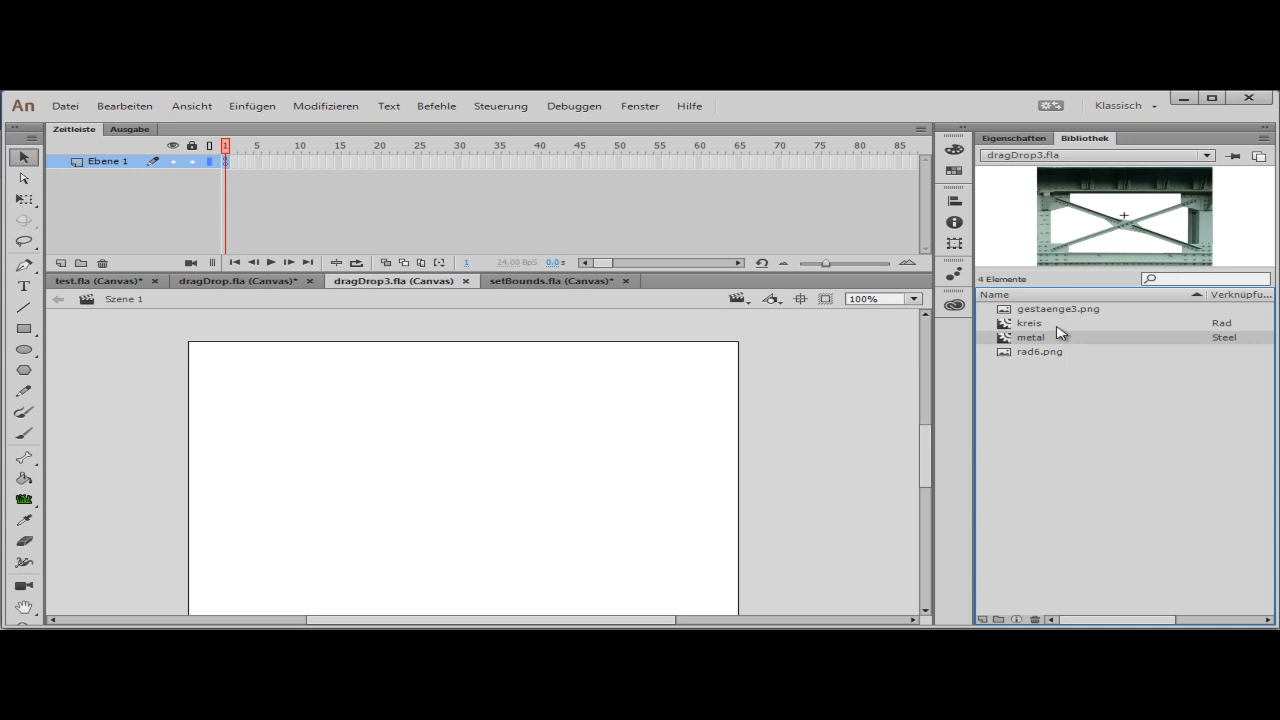 An Datei Bearbeiten Ansicht Einfügen Modifizieren Text Befehle Steuerung Debuggen Fenster Hilfe Klassisch
Zeitleiste Ausgabe
1 5 10 15 20 25 30 35 40 45 50 55 60 65 70 75 80 85
Ebene 1
1 24.00 BPS 0.0 s
test.fla (Canvas)* dragDrop.fla (Canvas)* dragDrop3.fla (Canvas) setBounds.fla (Canvas)*
Szene 1 100%
Eigenschaften Bibliothek
dragDrop3.fla
4 Elemente
Name Verknüpfu...
gestaenge3.png
kreis Rad
metal Steel
rad6.png